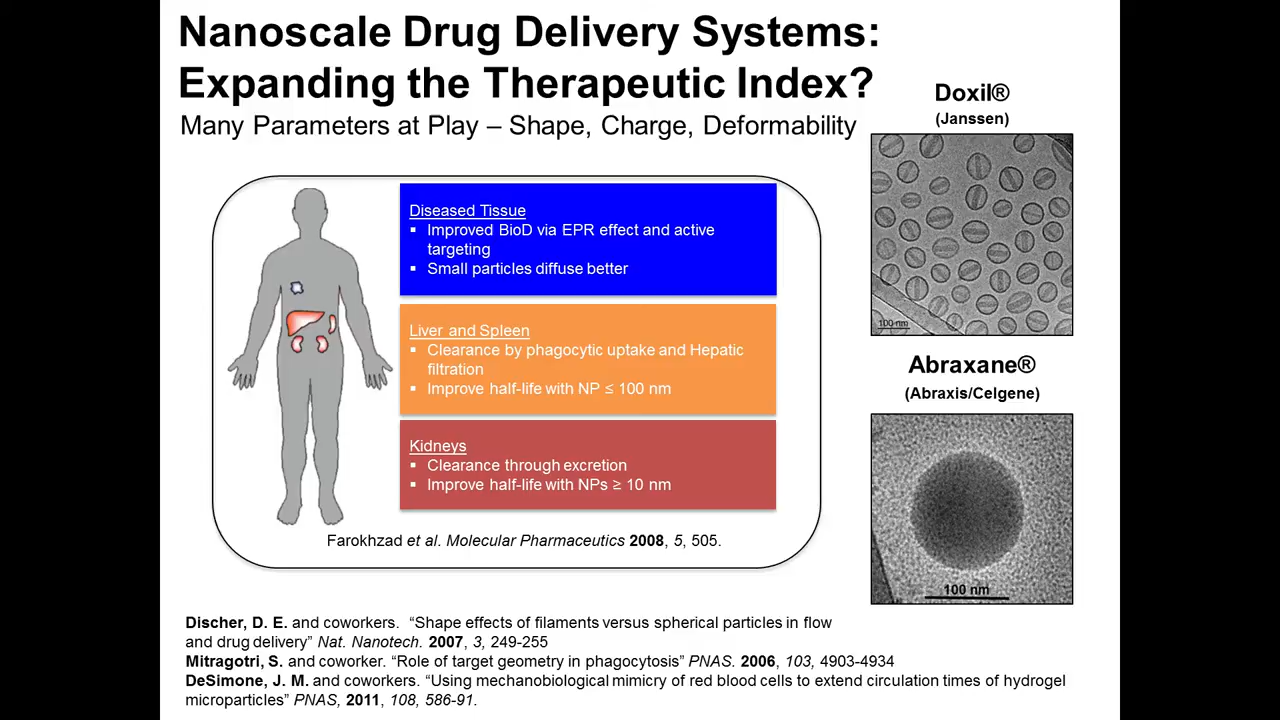 Nanoscale Drug Delivery Systems:
Expanding the Therapeutic Index?
Many Parameters at Play – Shape, Charge, Deformability
Diseased Tissue
▪ Improved BioD via EPR effect and active
targeting
▪ Small particles diffuse better
Liver and Spleen
▪ Clearance by phagocytic uptake and Hepatic
filtration
▪ Improve half-life with NP ≤ 100 nm
Kidneys
▪ Clearance through excretion
▪ Improve half-life with NPs ≥ 10 nm
Farokhzad et al. Molecular Pharmaceutics 2008, 5, 505.
Doxil®
(Janssen)
100 nm
Abraxane®
(Abraxis/Celgene)
100 nm
Discher, D. E. and coworkers. “Shape effects of filaments versus spherical particles in flow
and drug delivery” Nat. Nanotech. 2007, 3, 249-255
Mitragotri, S. and coworker. “Role of target geometry in phagocytosis” PNAS. 2006, 103, 4903-4934
DeSimone, J. M. and coworkers. “Using mechanobiological mimicry of red blood cells to extend circulation times of hydrogel
microparticles” PNAS, 2011, 108, 586-91.